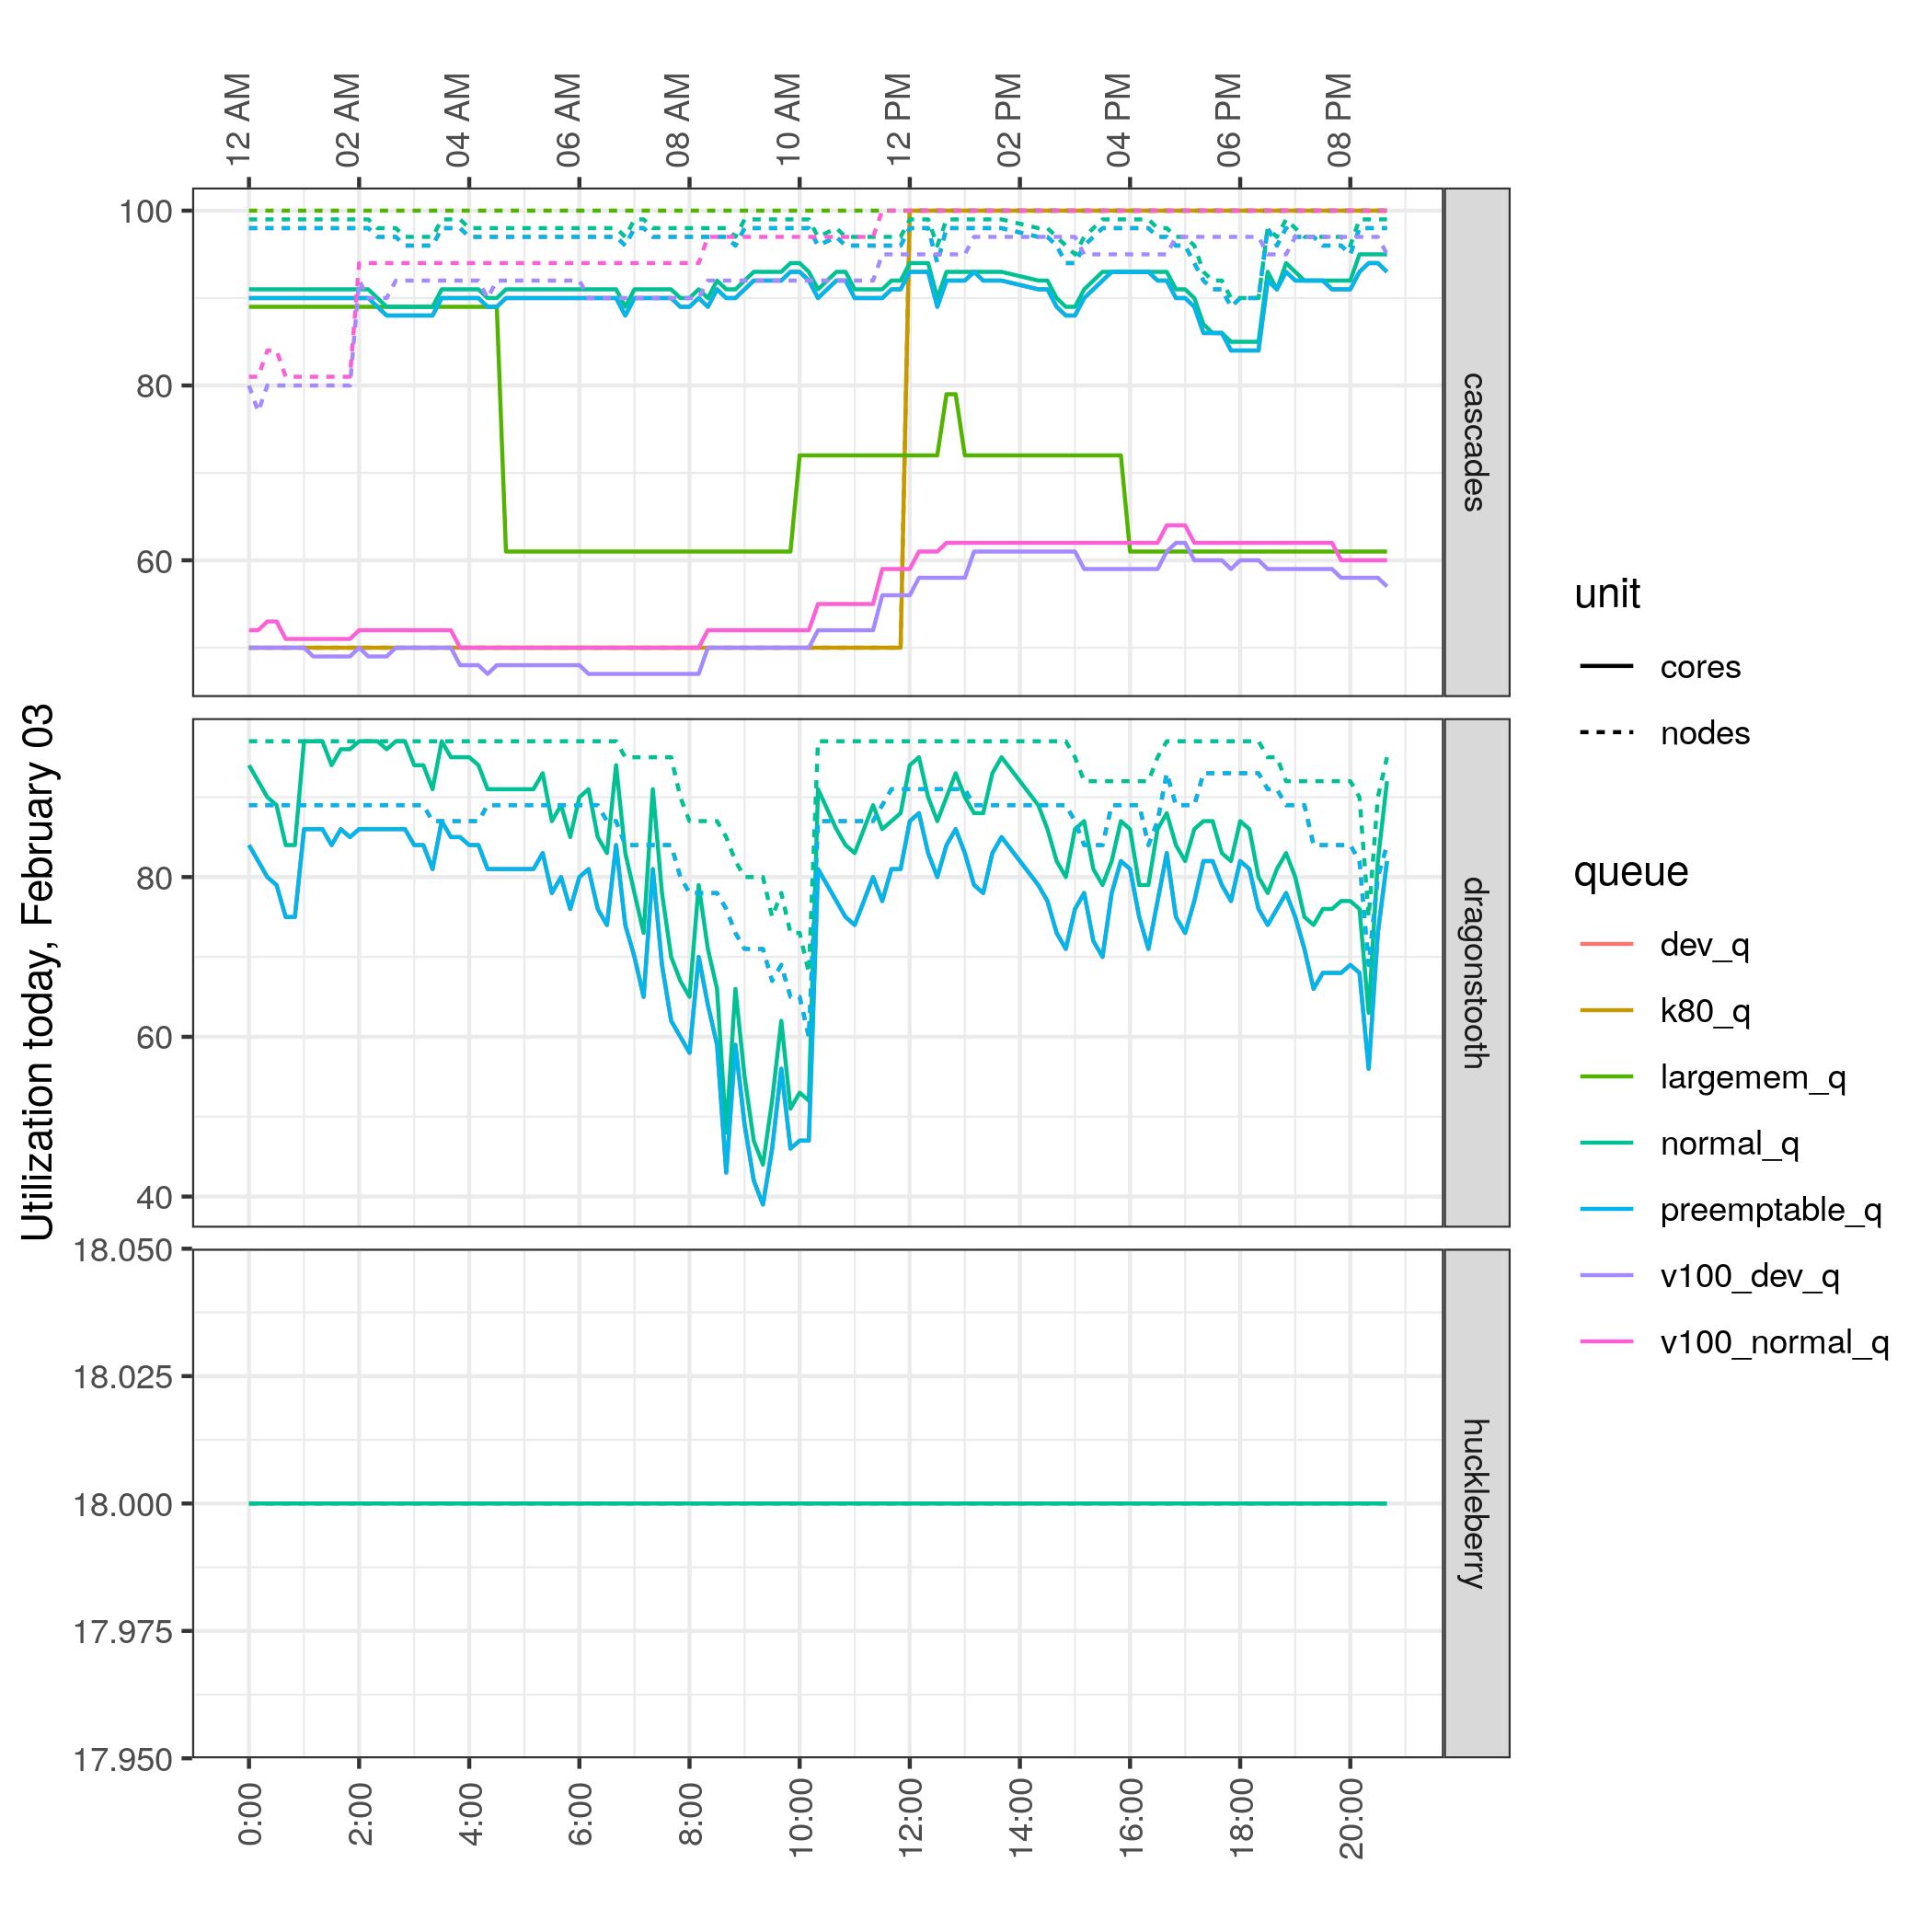 12 AM
02 AM
04 AM
06 AM
08 AM
10 AM
12 PM
02 PM
04 PM
06 PM
08 PM
Utilization today, February 03
100
80
60
cascades
80
60
40
dragonstooth
18.050
18.025
18.000
17.975
17.950
huckleberry
0:00
2:00
4:00
6:00
8:00
10:00
12:00
14:00
16:00
18:00
20:00
unit
cores
nodes
queue
dev_q
k80_q
largemem_q
normal_q
preemptable_q
v100_dev_q
v100_normal_q